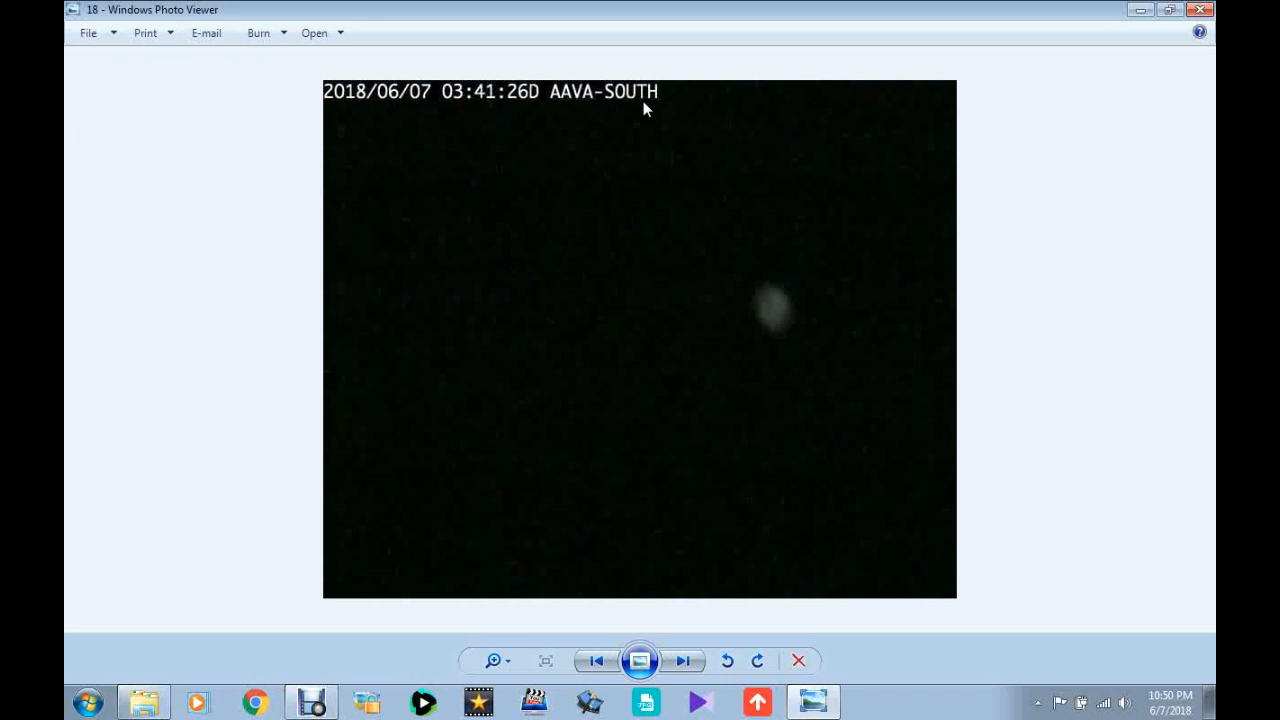 18 - Windows Photo Viewer
File Print E-mail Burn Open
2018/06/07 03:41:26D AAVA-SOUTH
10:50 PM
6/7/2018